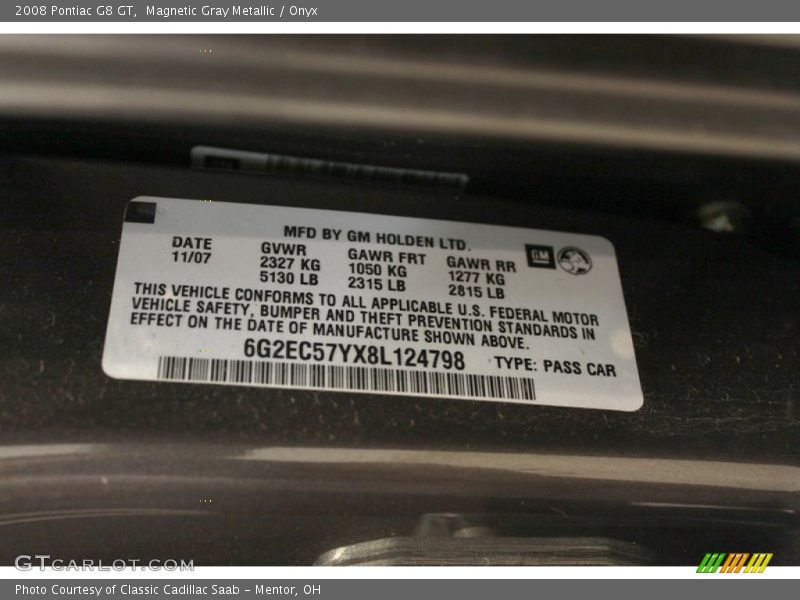 2008 Pontiac G8 GT, Magnetic Gray Metallic / Onyx
MFD BY GM HOLDEN LTD.
DATE GVWR GAWR FRT GAWR RR
11/07 2327 KG 1050 KG 1277 KG
5130 LB 2315 LB 2815 LB
GM
THIS VEHICLE CONFORMS TO ALL APPLICABLE U.S. FEDERAL MOTOR
VEHICLE SAFETY, BUMPER AND THEFT PREVENTION STANDARDS IN
EFFECT ON THE DATE OF MANUFACTURE SHOWN ABOVE.
6G2EC57YX8L124798 TYPE: PASS CAR
GTCARLOT.COM
Photo Courtesy of Classic Cadillac Saab - Mentor, OH